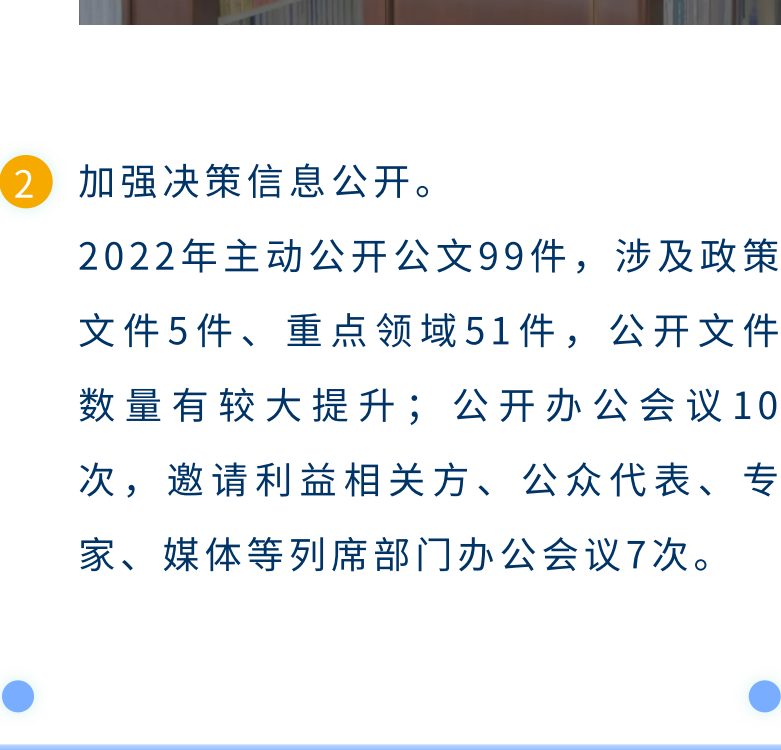 2 加强决策信息公开。
2022年主动公开公文99件，涉及政策
文件5件、重点领域51件，公开文件
数量有较大提升；公开办公会议10
次，邀请利益相关方、公众代表、专
家、媒体等列席部门办公会议7次。